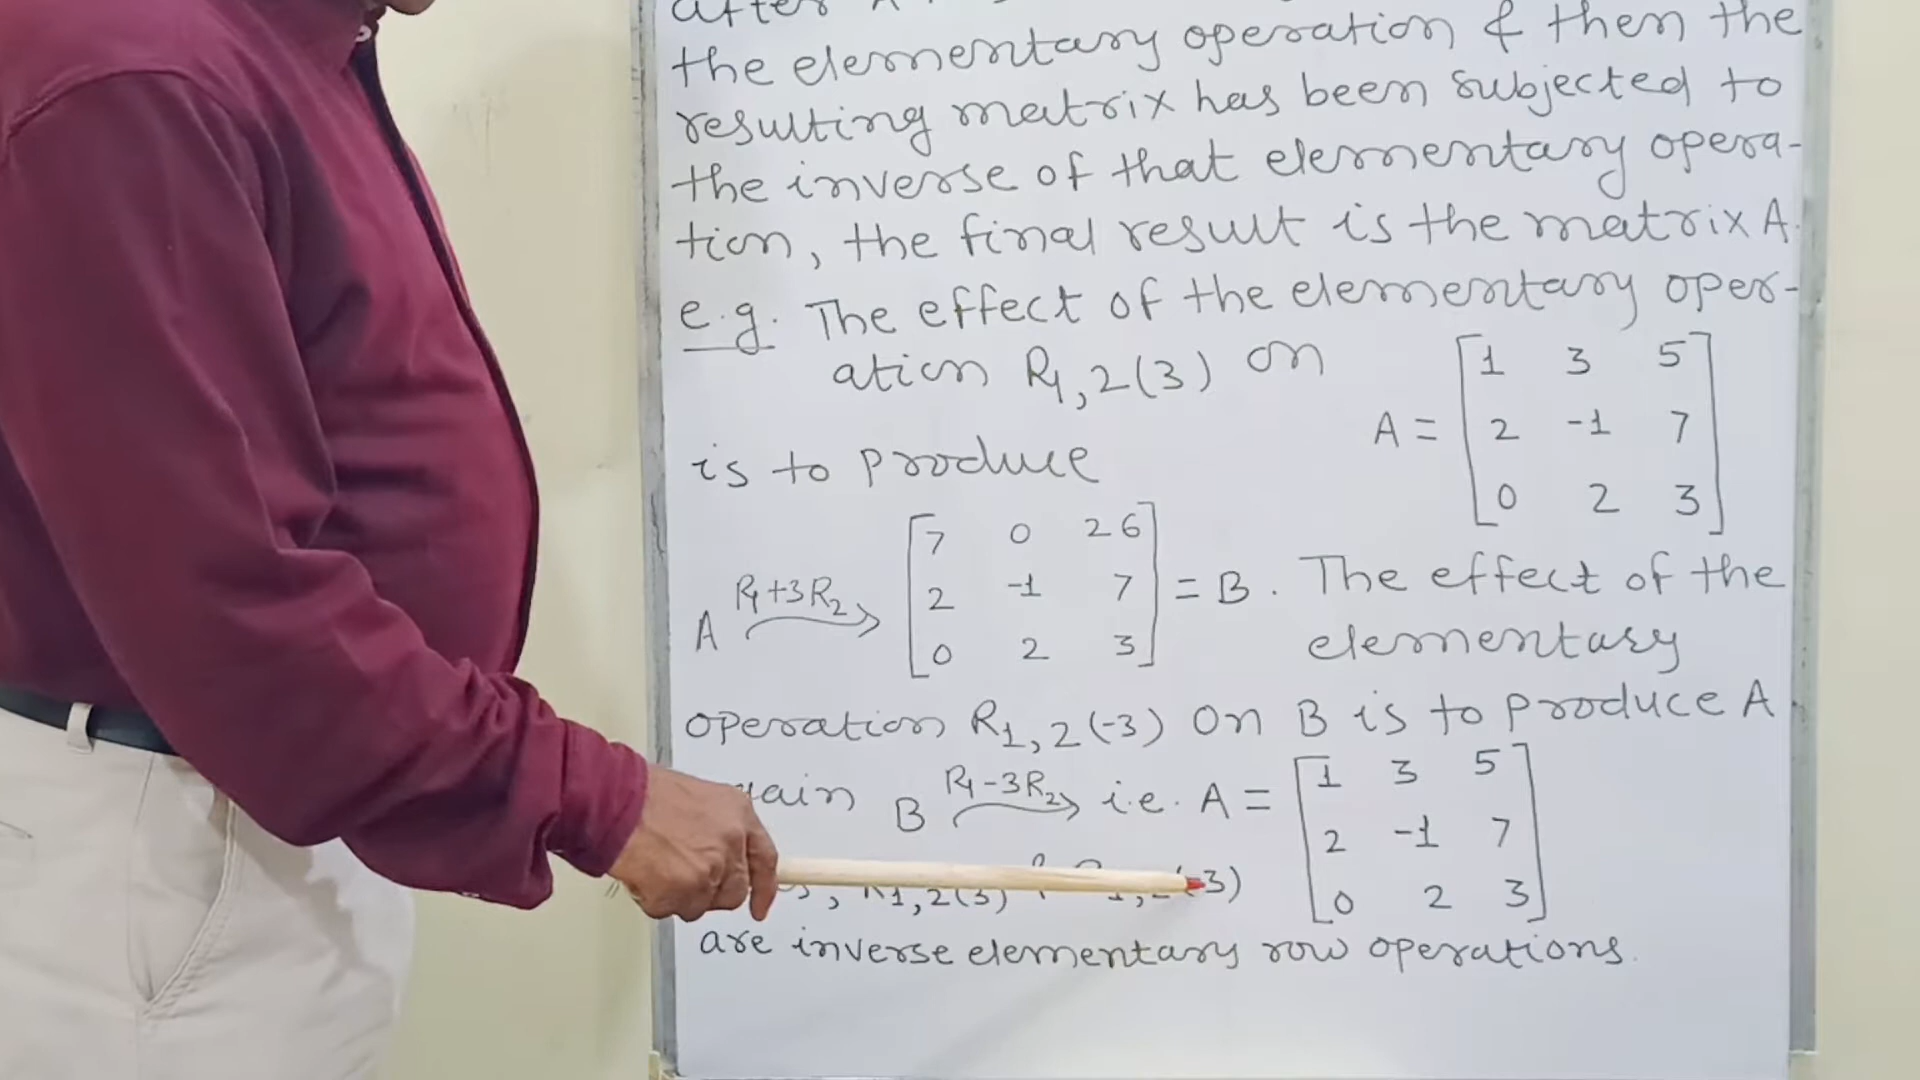 after A
the elementary operation & then the
resulting matrix has been subjected to
the inverse of that elementary opera-
tion, the final result is the matrix A.
e.g. The effect of the elementary oper-
ation R1,2(3) on
A = [1 3 5
2 -1 7
0 2 3]
is to produce
A R1+3R2 → [7 0 26
2 -1 7
0 2 3] = B. The effect of the
elementary
operation R1,2(-3) on B is to produce A
B R1-3R2 → i.e. A = [1 3 5
2 -1 7
0 2 3]
, R1,2(3)
are inverse elementary row operations.